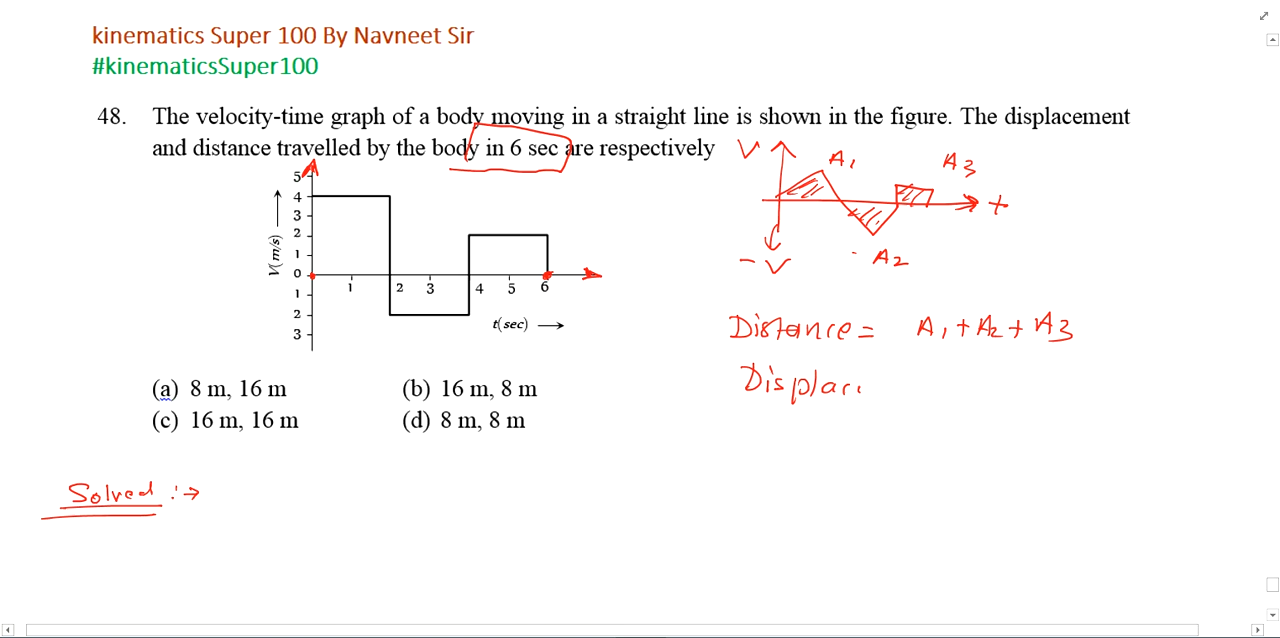 kinematics Super 100 By Navneet Sir
#kinematicsSuper100
48. The velocity-time graph of a body moving in a straight line is shown in the figure. The displacement
and distance travelled by the body in 6 sec are respectively
5
4
3
2
1
0
1
2
3
V(m/s)
1 2 3 4 5 6
t(sec)
V A1 A3
+
- V A2
Distance = A1 + A2 + A3
Displac
(a) 8 m, 16 m (b) 16 m, 8 m
(c) 16 m, 16 m (d) 8 m, 8 m
Solved :→